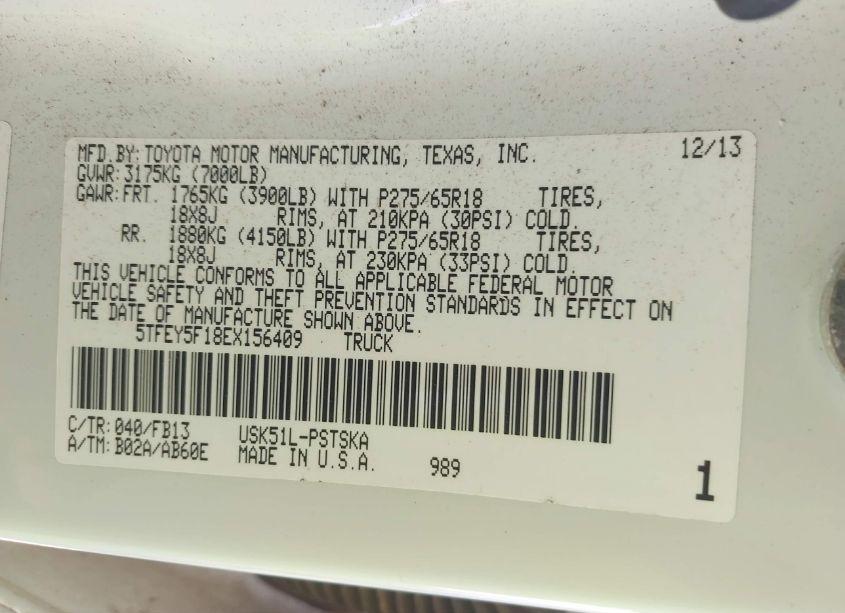 MFD.BY:TOYOTA MOTOR MANUFACTURING, TEXAS, INC. 12/13
GVWR:3175KG (7000LB)
GAWR:FRT. 1765KG (3900LB) WITH P275/65R18 TIRES,
18X8J RIMS, AT 210KPA (30PSI) COLD.
RR. 1880KG (4150LB) WITH P275/65R18 TIRES,
18X8J RIMS, AT 230KPA (33PSI) COLD.
THIS VEHICLE CONFORMS TO ALL APPLICABLE FEDERAL MOTOR
VEHICLE SAFETY AND THEFT PREVENTION STANDARDS IN EFFECT ON
THE DATE OF MANUFACTURE SHOWN ABOVE.
5TFEY5F18EX156409 TRUCK
C/TR:040/FB13 USK51L-PSTSKA
A/TM:B02A/AB60E MADE IN U.S.A. 989 1